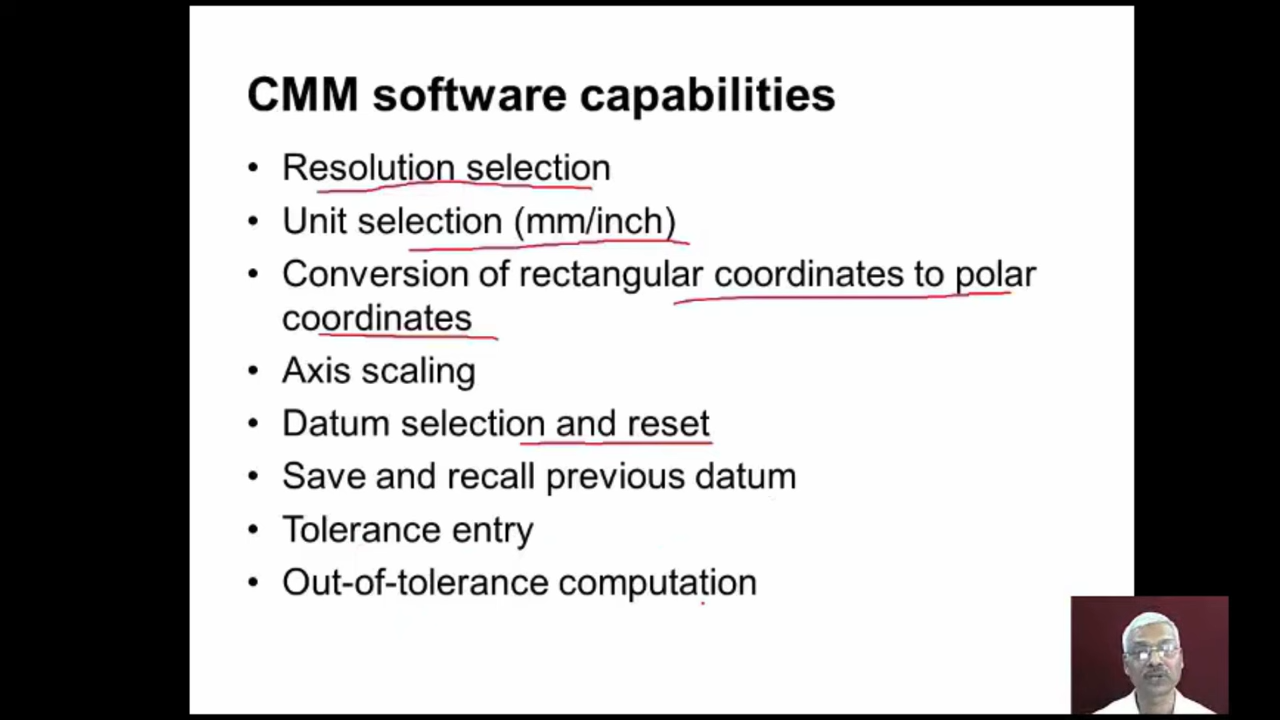 CMM software capabilities
• Resolution selection
• Unit selection (mm/inch)
• Conversion of rectangular coordinates to polar
coordinates
• Axis scaling
• Datum selection and reset
• Save and recall previous datum
• Tolerance entry
• Out-of-tolerance computation